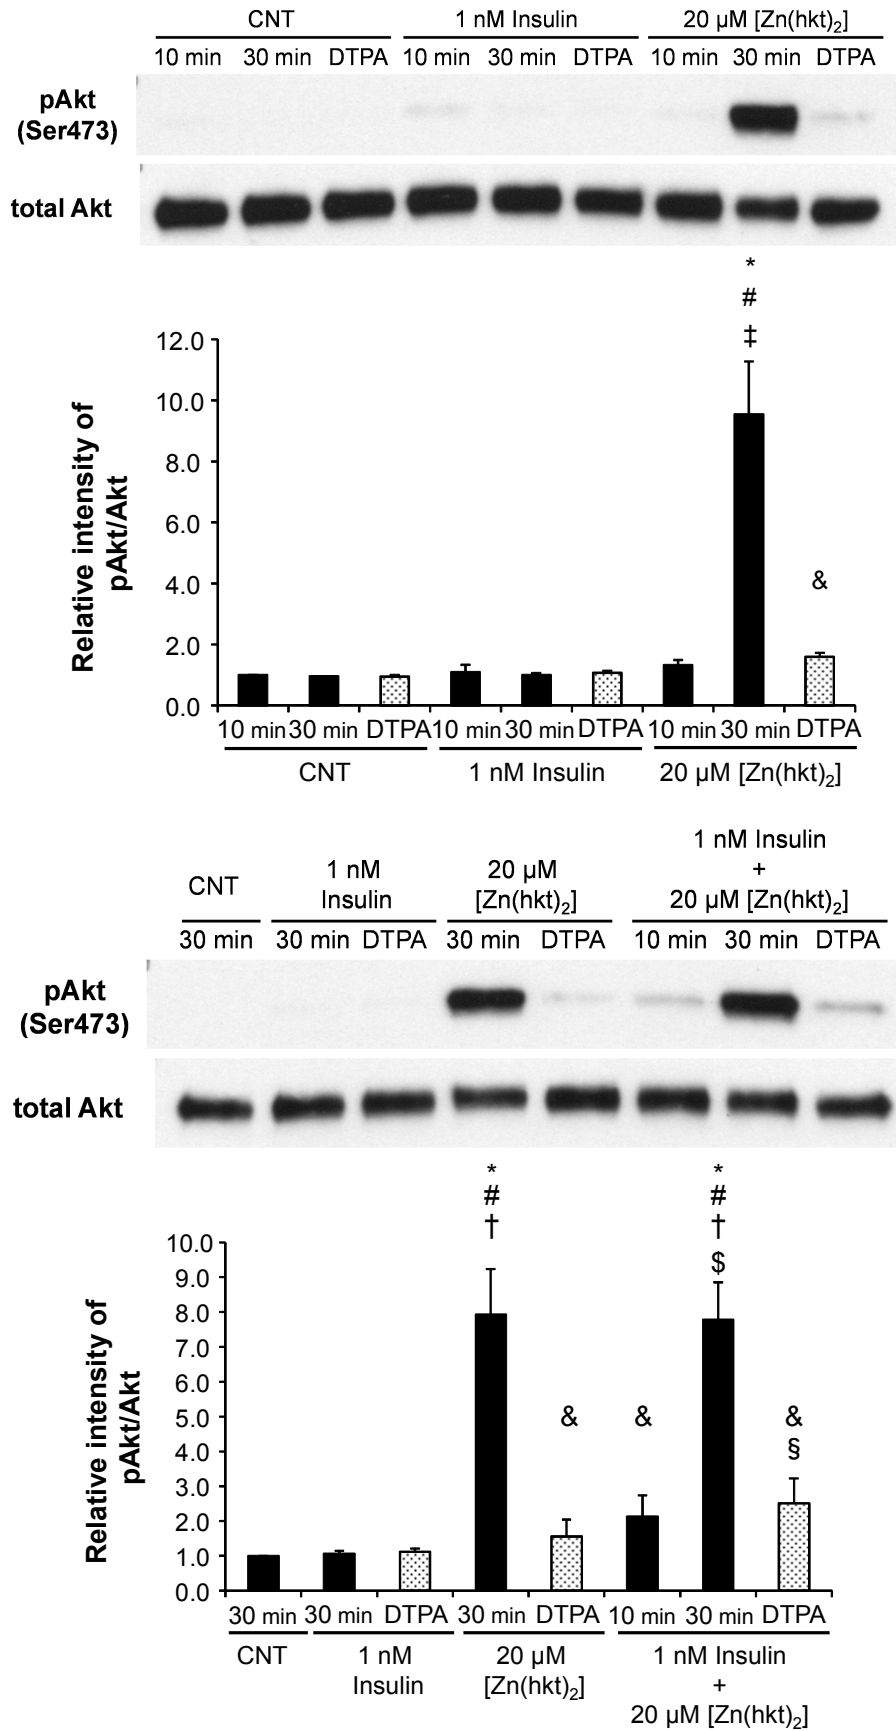 CNT 1 nM Insulin 20 µM [Zn(hkt)2]
10 min 30 min DTPA 10 min 30 min DTPA 10 min 30 min DTPA
pAkt
(Ser473)
total Akt
*
#
‡
12.0
10.0
8.0
6.0
4.0
2.0
0.0
Relative intensity of
pAkt/Akt
&
10 min 30 min DTPA 10 min 30 min DTPA 10 min 30 min DTPA
CNT 1 nM Insulin 20 µM [Zn(hkt)2]
CNT
1 nM
Insulin
20 µM
[Zn(hkt)2]
1 nM Insulin
+
20 µM [Zn(hkt)2]
30 min 30 min DTPA 30 min DTPA 10 min 30 min DTPA
pAkt
(Ser473)
total Akt
* *
# #
† †
$
10.0
9.0
8.0
7.0
6.0
5.0
4.0
3.0
2.0
1.0
0.0
Relative intensity of
pAkt/Akt
& & &
§
30 min 30 min DTPA 30 min DTPA 10 min 30 min DTPA
CNT
1 nM
Insulin
20 µM
[Zn(hkt)2]
1 nM Insulin
+
20 µM [Zn(hkt)2]